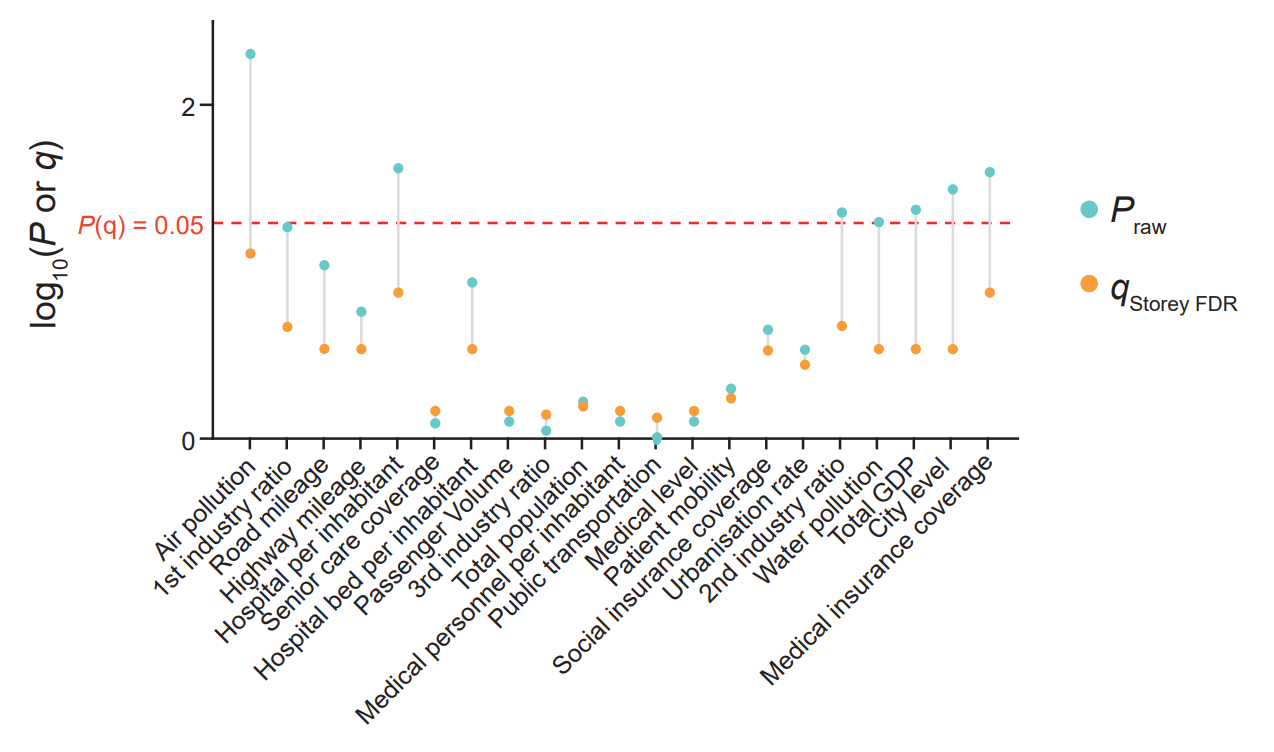 log10(P or q)
2
P(q) = 0.05
0
Praw
qStorey FDR
Air pollution
1st industry ratio
Road mileage
Highway mileage
Hospital per inhabitant
Senior care coverage
Hospital bed per inhabitant
Passenger Volume
3rd industry ratio
Total population
Medical personnel per inhabitant
Public transportation
Medical level
Patient mobility
Social insurance coverage
Urbanisation rate
2nd industry ratio
Water pollution
Total GDP
City level
Medical insurance coverage